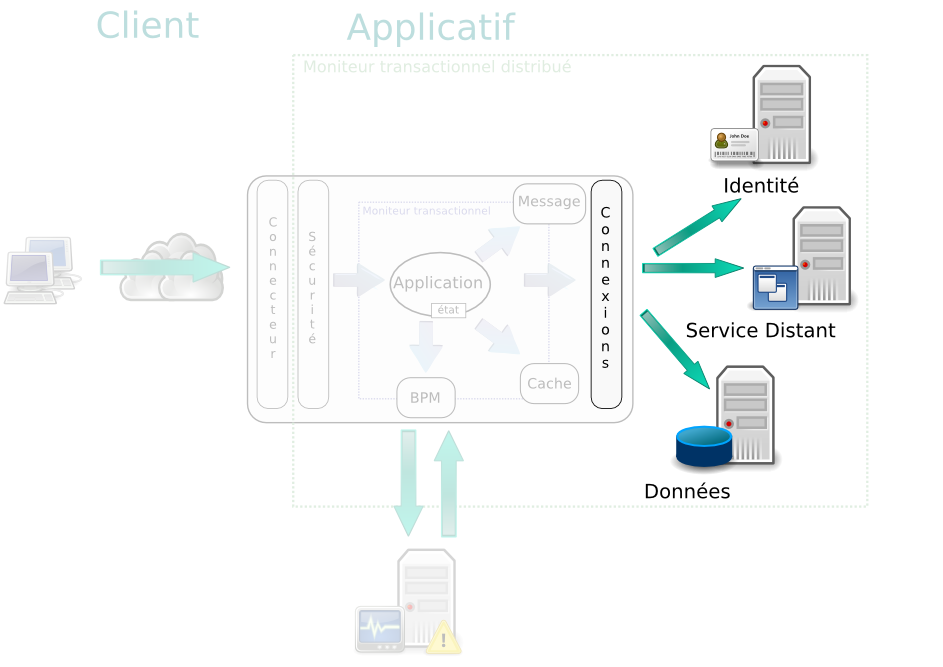 Client
Applicatif
Moniteur transactionnel distribué
John Doe
Identité
Connecteur
Sécurité
Moniteur transactionnel
Message
Connexions
Application
état
Service Distant
Cache
BPM
Données